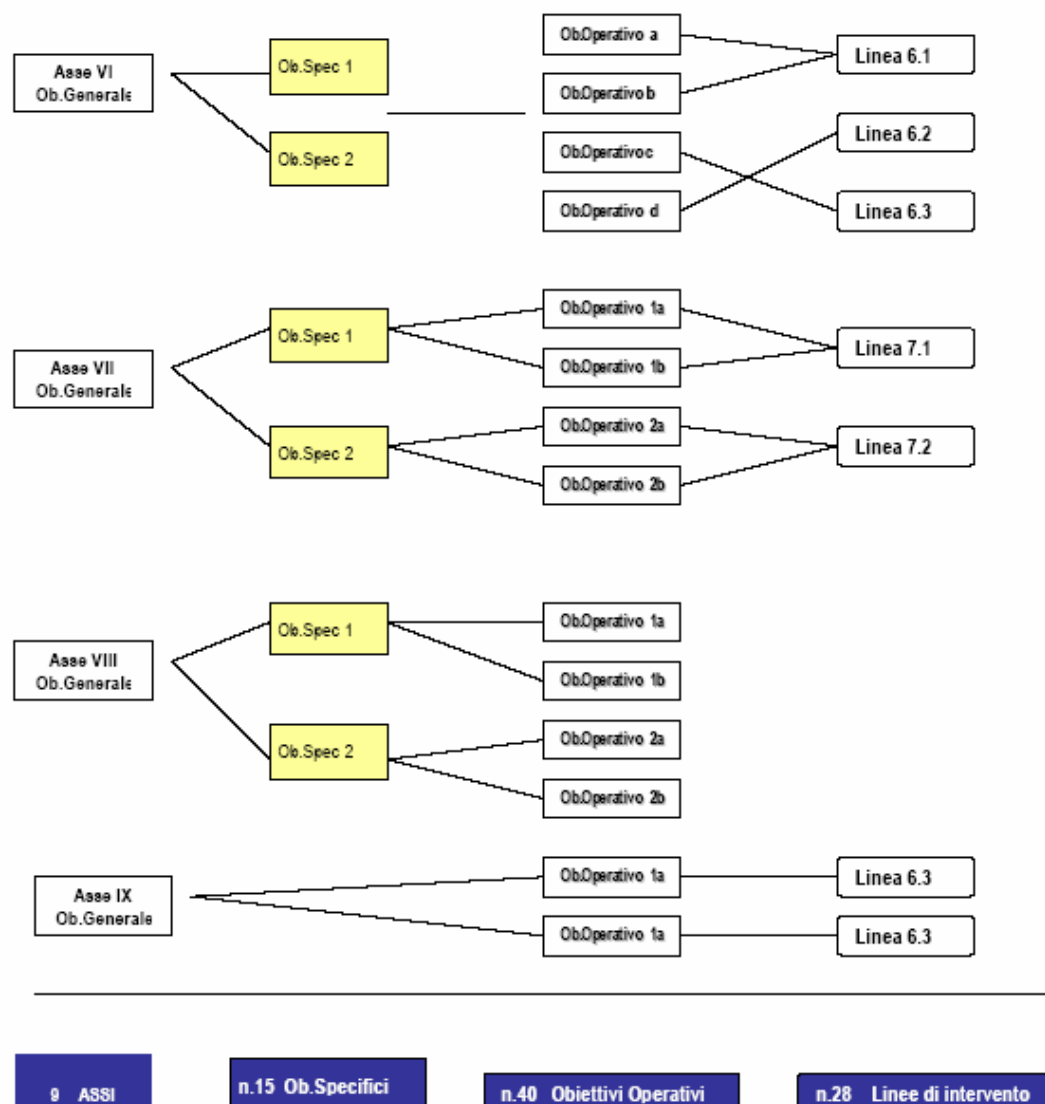 Asse VI
Ob.Generale
Ob.Spec 1
Ob.Spec 2
Ob.Operativo a
Ob.Operativo b
Ob.Operativo c
Ob.Operativo d
Linea 6.1
Linea 6.2
Linea 6.3
Asse VII
Ob.Generale
Ob.Spec 1
Ob.Spec 2
Ob.Operativo 1a
Ob.Operativo 1b
Ob.Operativo 2a
Ob.Operativo 2b
Linea 7.1
Linea 7.2
Asse VIII
Ob.Generale
Ob.Spec 1
Ob.Spec 2
Ob.Operativo 1a
Ob.Operativo 1b
Ob.Operativo 2a
Ob.Operativo 2b
Asse IX
Ob.Generale
Ob.Operativo 1a
Ob.Operativo 1a
Linea 6.3
Linea 6.3
9 ASSI
n.15 Ob.Specifici
n.40 Obiettivi Operativi
n.28 Linee di intervento